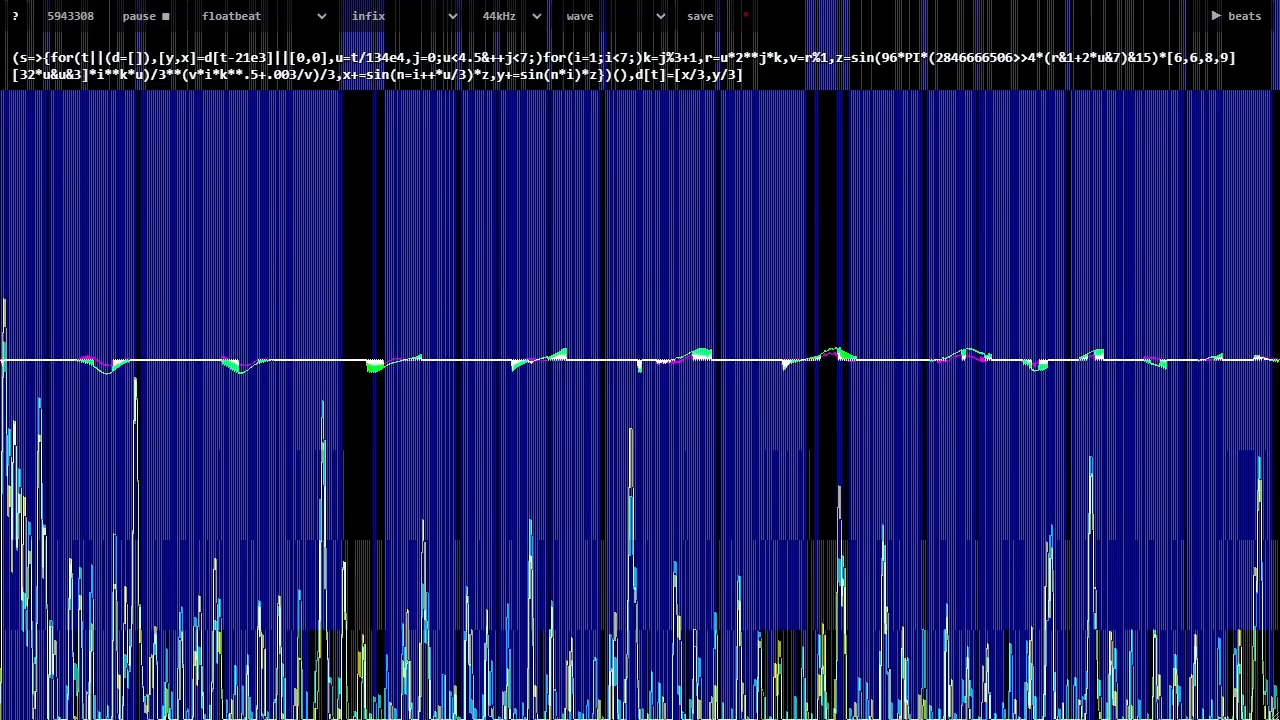 ? 5943308 pause floatbeat infix 44kHz wave save beats
(s=>{for(t||(d=[]),[y,x]=d[t-21e3]||[0,0],u=t/134e4,j=0;u<4.5&++j<7;)for(i=1;i<7;)k=j%3+1,r=u*2**j*k,v=r%1,z=sin(96*PI*(2846666506>>4*(r&1+2*u&7)&15)*[6,6,8,9]
[32*u&u&3]*i**k*u)/3**(v*i*k**.5+.003/v)/3,x+=sin(n=i++*u/3)*z,y+=sin(n*i)*z})(),d[t]=[x/3,y/3]